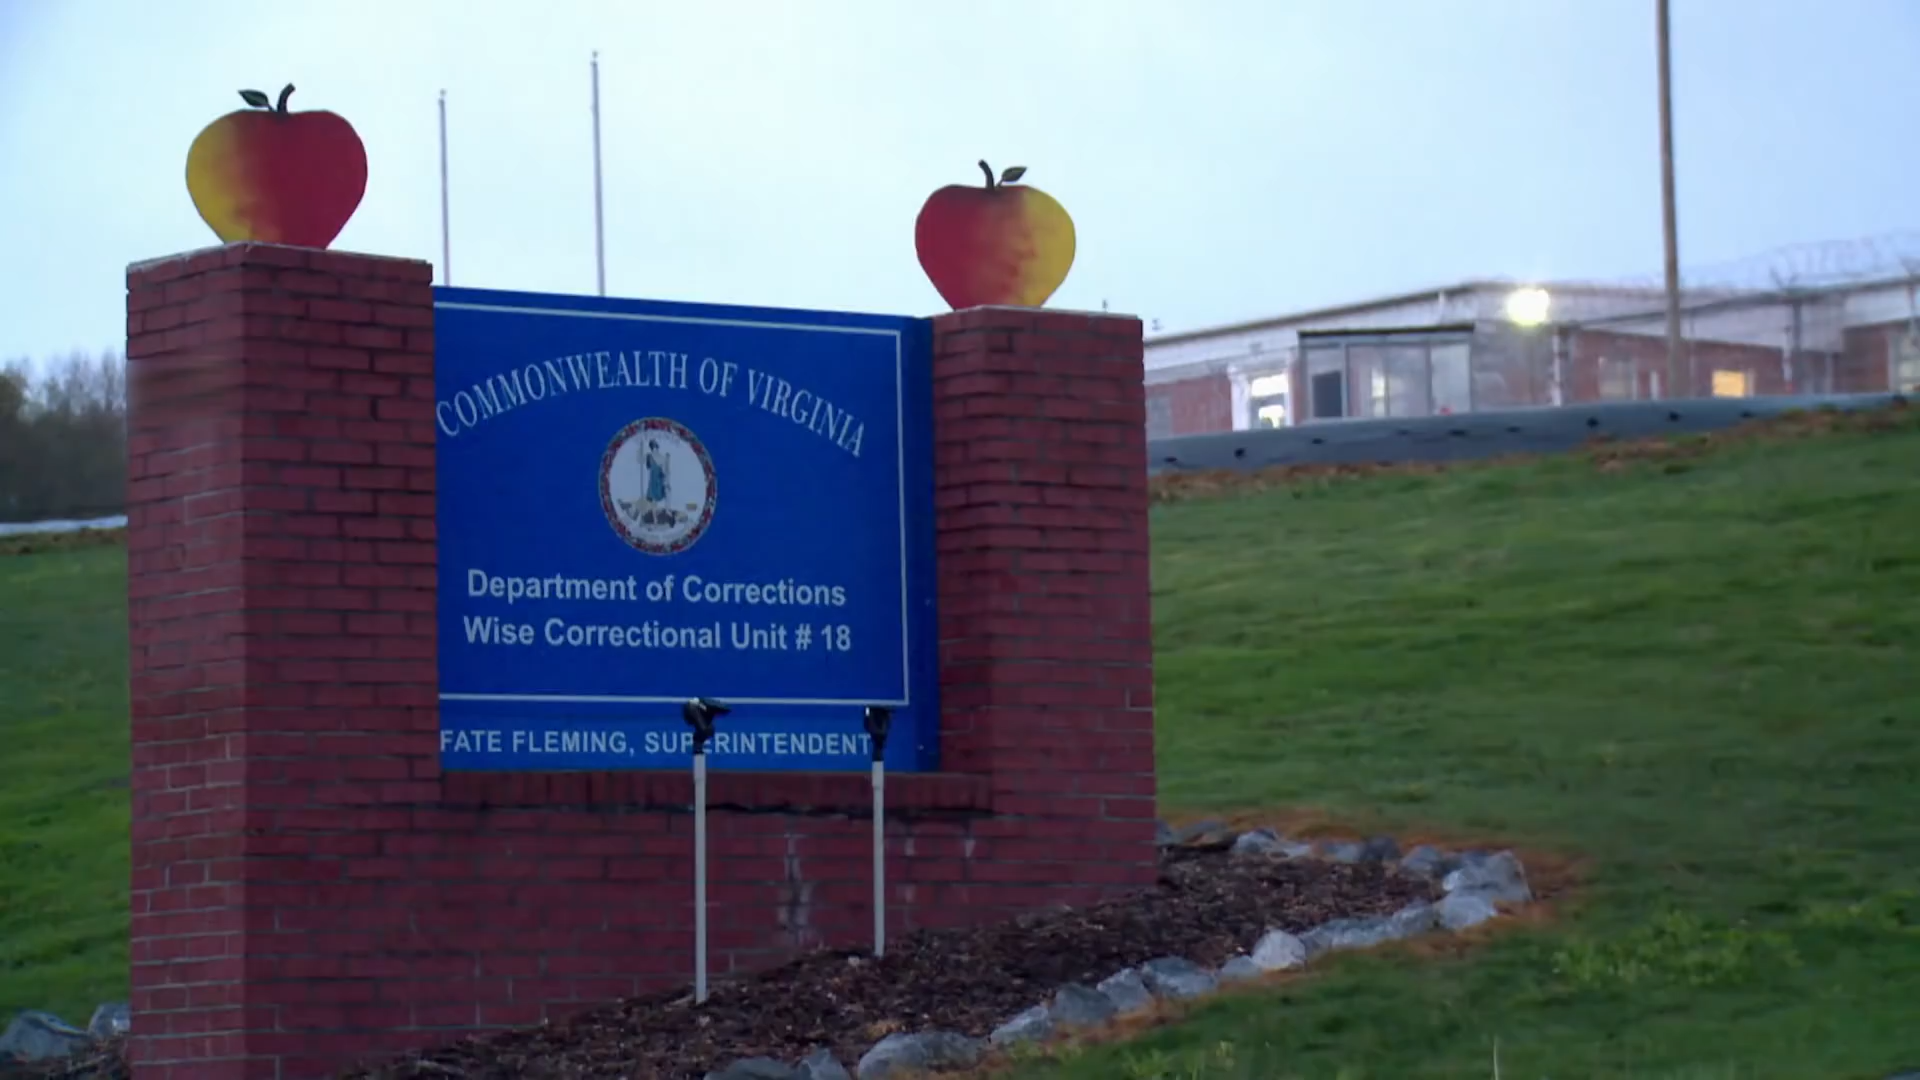 COMMONWEALTH OF VIRGINIA
Department of Corrections
Wise Correctional Unit # 18
FATE FLEMING, SUPERINTENDENT